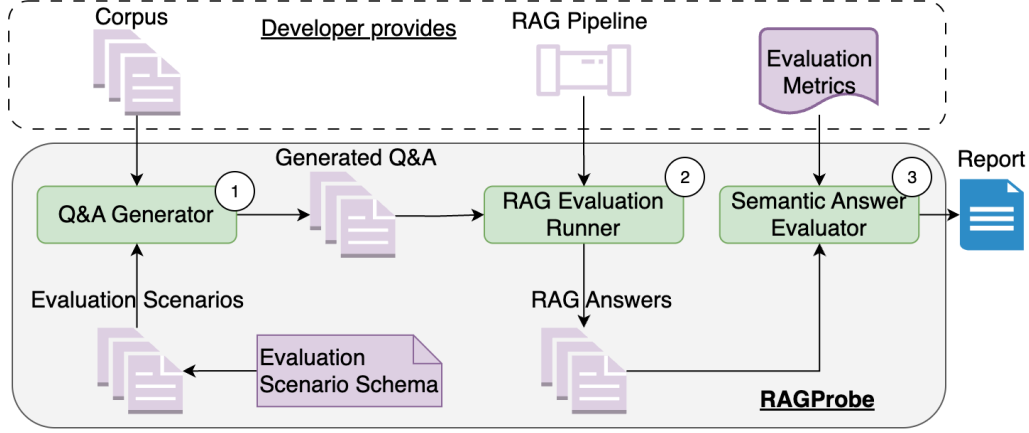 Corpus
Developer provides
RAG Pipeline
Evaluation
Metrics
Generated Q&A
Report
1
Q&A Generator
2
RAG Evaluation
Runner
3
Semantic Answer
Evaluator
Evaluation Scenarios
RAG Answers
Evaluation
Scenario Schema
RAGProbe